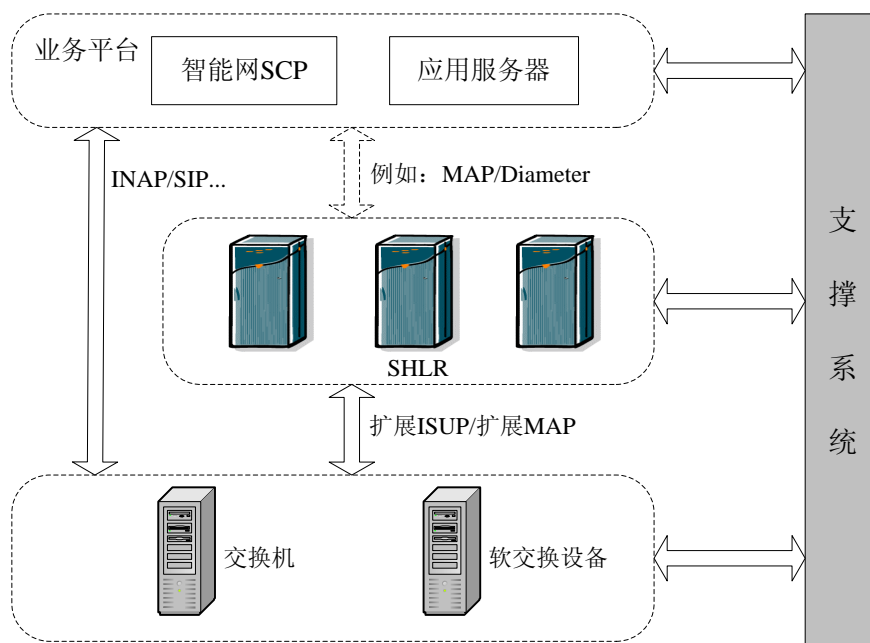 业务平台
智能网SCP
应用服务器
INAP/SIP...
例如：MAP/Diameter
SHLR
扩展ISUP/扩展MAP
交换机
软交换设备
支
撑
系
统